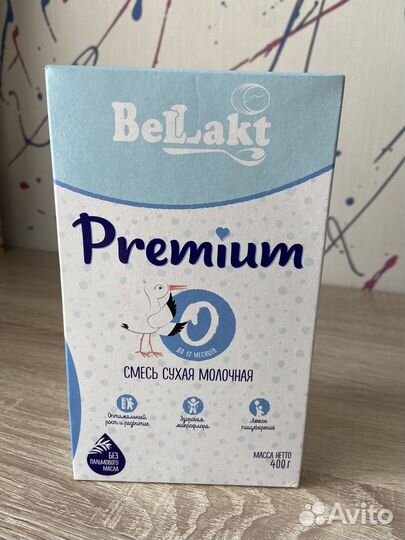 BeLLakt
Premium
0
ДО 12 МЕСЯЦЕВ
СМЕСЬ СУХАЯ МОЛОЧНАЯ
Оптимальный
рост и развитие
Здоровая
микрофлора
Легкое
пищеварение
БЕЗ
ПАЛЬМОВОГО
МАСЛА
МАССА НЕТТО
400 г
Avito